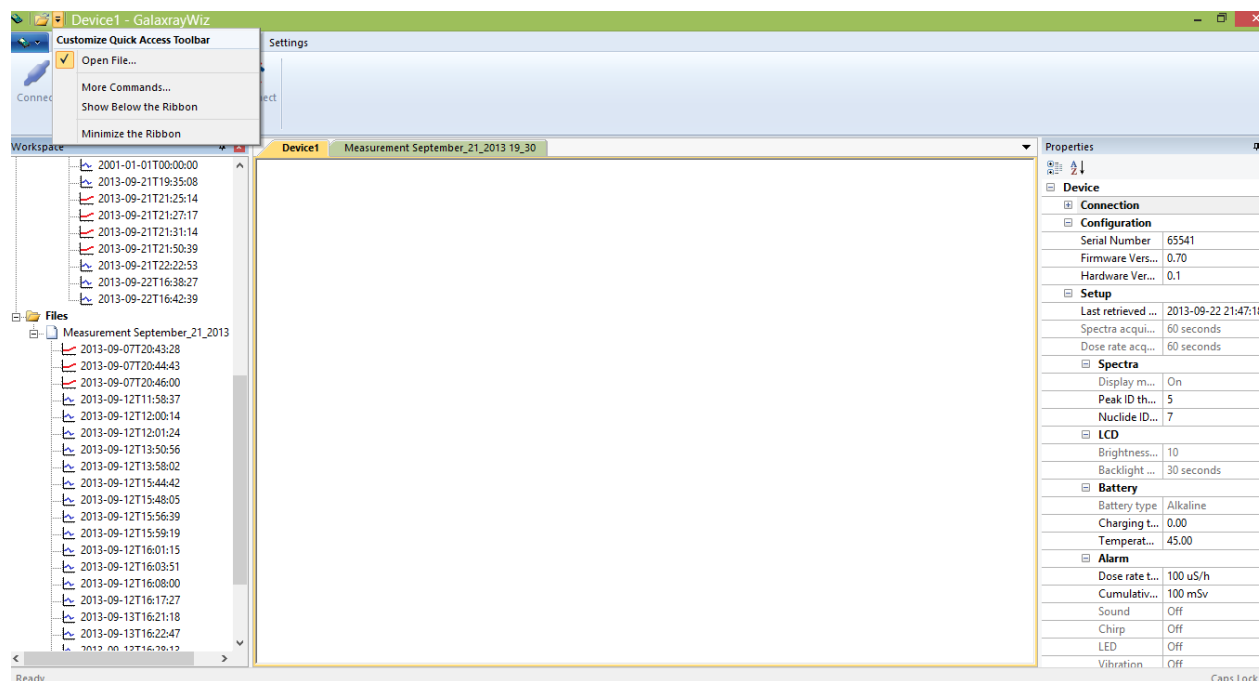 Device1 - GalaxrayWiz
Customize Quick Access Toolbar
Open File...
More Commands...
Show Below the Ribbon
Minimize the Ribbon
Settings
Connec
ect
Workspace
2001-01-01T00:00:00
2013-09-21T19:35:08
2013-09-21T21:25:14
2013-09-21T21:27:17
2013-09-21T21:31:14
2013-09-21T21:50:39
2013-09-21T22:22:53
2013-09-22T16:38:27
2013-09-22T16:42:39
Files
Measurement September_21_2013
2013-09-07T20:43:28
2013-09-07T20:44:43
2013-09-07T20:46:00
2013-09-12T11:58:37
2013-09-12T12:00:14
2013-09-12T12:01:24
2013-09-12T13:50:56
2013-09-12T13:58:02
2013-09-12T15:44:42
2013-09-12T15:48:05
2013-09-12T15:56:39
2013-09-12T15:59:19
2013-09-12T16:01:15
2013-09-12T16:03:51
2013-09-12T16:08:00
2013-09-12T16:17:27
2013-09-13T16:21:18
2013-09-13T16:22:47
Device1 Measurement September_21_2013 19_30
Properties
Device
Connection
Configuration
Serial Number 65541
Firmware Vers... 0.70
Hardware Ver... 0.1
Setup
Last retrieved ... 2013-09-22 21:47:18
Spectra acqui... 60 seconds
Dose rate acq... 60 seconds
Spectra
Display m... On
Peak ID th... 5
Nuclide ID... 7
LCD
Brightness... 10
Backlight ... 30 seconds
Battery
Battery type Alkaline
Charging t... 0.00
Temperat... 45.00
Alarm
Dose rate t... 100 uS/h
Cumulativ... 100 mSv
Sound Off
Chirp Off
LED Off
Vibration Off
Ready
Caps Lock